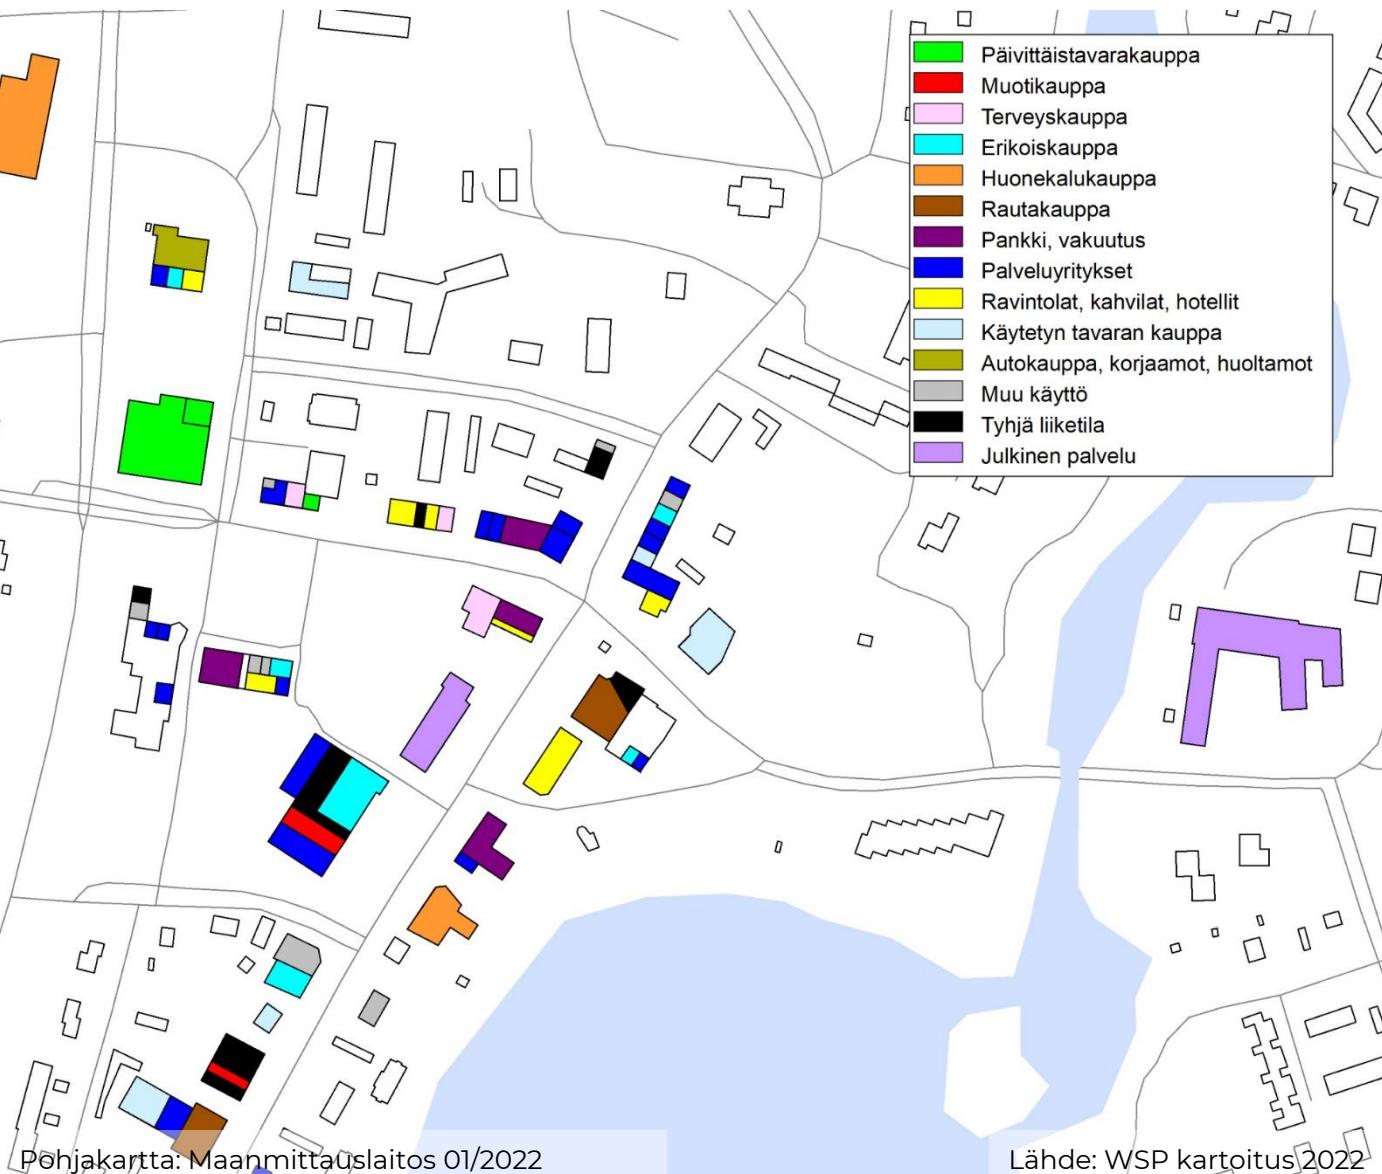 Päivittäistavarakauppa
Muotikauppa
Terveyskauppa
Erikoiskauppa
Huonekalukauppa
Rautakauppa
Pankki, vakuutus
Palveluyritykset
Ravintolat, kahvilat, hotellit
Käytetyn tavaran kauppa
Autokauppa, korjaamot, huoltamot
Muu käyttö
Tyhjä liiketila
Julkinen palvelu
Pohjakartta: Maanmittauslaitos 01/2022
Lähde: WSP kartoitus 2022